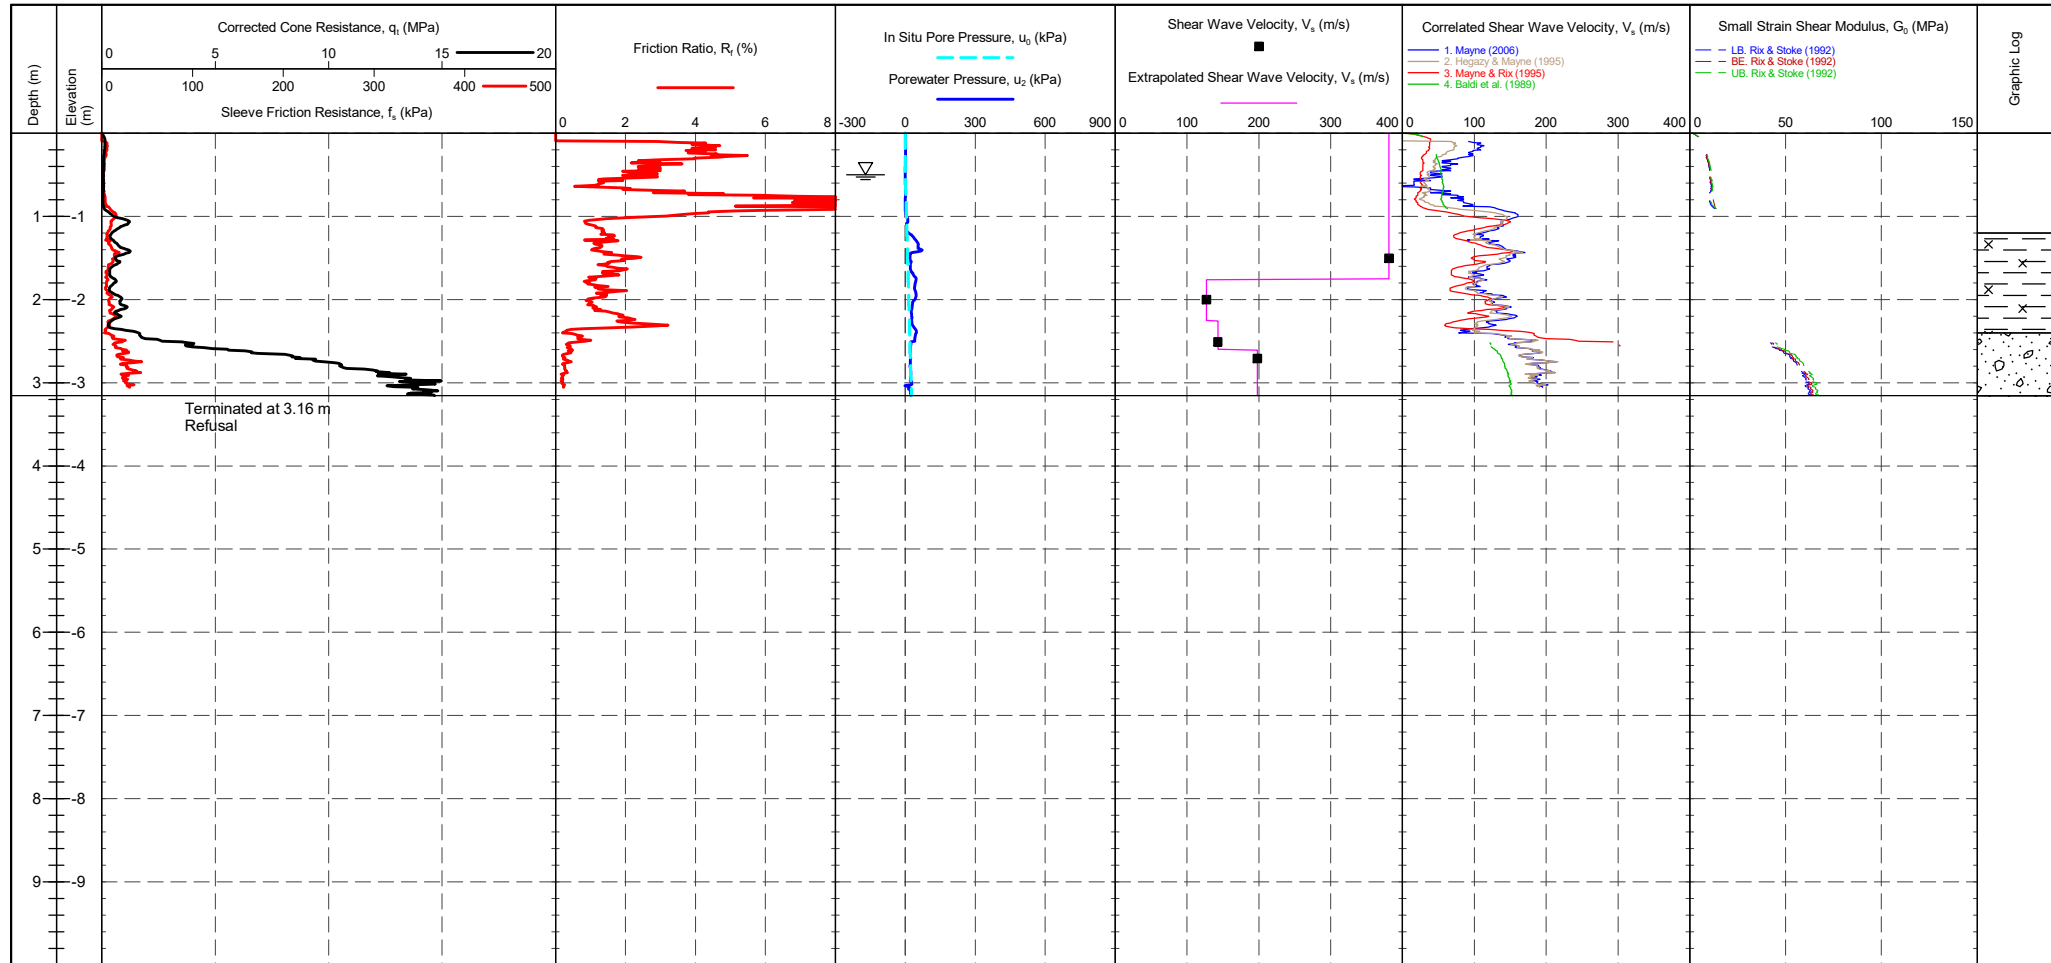 Depth (m)
Elevation (m)
Corrected Cone Resistance, qt (MPa)
0 5 10 15 20
0 100 200 300 400 500
Sleeve Friction Resistance, fs (kPa)
Friction Ratio, Rf (%)
0 2 4 6 8
In Situ Pore Pressure, u0 (kPa)
Porewater Pressure, u2 (kPa)
-300 0 300 600 900
Shear Wave Velocity, Vs (m/s)
Extrapolated Shear Wave Velocity, Vs (m/s)
0 100 200 300 400
Correlated Shear Wave Velocity, Vs (m/s)
1. Mayne (2006)
2. Hegazy & Mayne (1995)
3. Mayne & Rix (1995)
4. Baldi et al. (1989)
0 100 200 300 400
Small Strain Shear Modulus, G0 (MPa)
LB. Rix & Stoke (1992)
BE. Rix & Stoke (1992)
UB. Rix & Stoke (1992)
0 50 100 150
Graphic Log
1 -1
2 -2
3 -3
Terminated at 3.16 m
Refusal
4 -4
5 -5
6 -6
7 -7
8 -8
9 -9